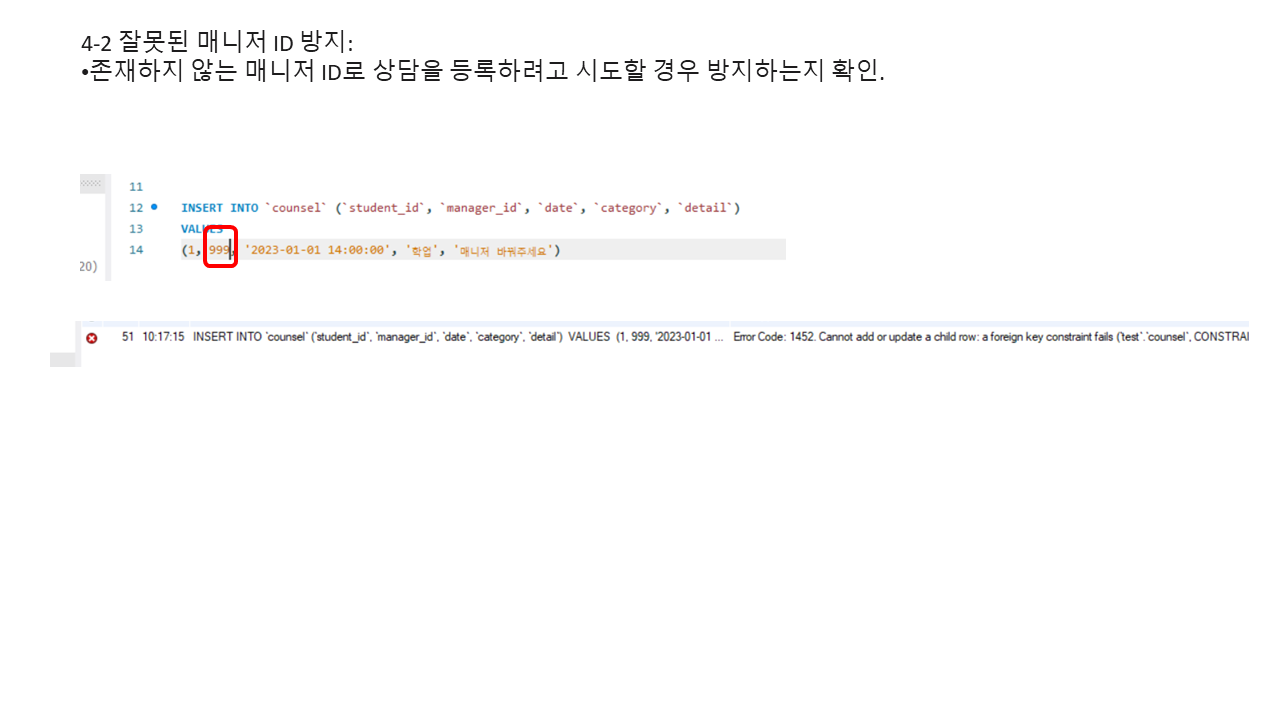 4-2 잘못된 매니저 ID 방지:
•존재하지 않는 매니저 ID로 상담을 등록하려고 시도할 경우 방지하는지 확인.
11
12 INSERT INTO `counsel` (`student_id`, `manager_id`, `date`, `category`, `detail`)
13 VALUES
14 (1, 999, '2023-01-01 14:00:00', '학업', '매니저 바꿔주세요')
20)
51 10:17:15 INSERT INTO `counsel` (`student_id`, `manager_id`, `date`, `category`, `detail`) VALUES (1, 999, '2023-01-01 ... Error Code: 1452. Cannot add or update a child row: a foreign key constraint fails (`test`.`counsel`, CONSTRAI